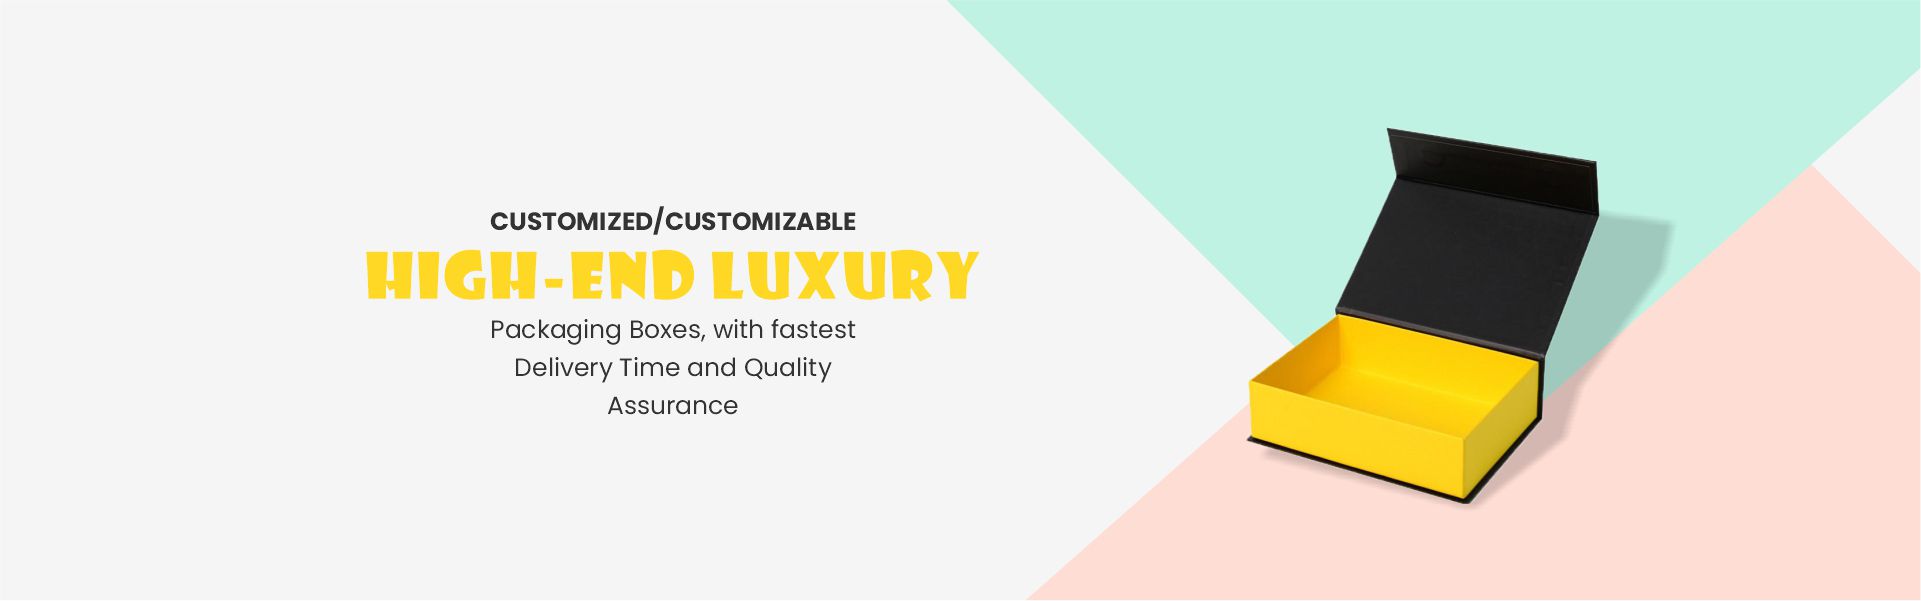 CUSTOMIZED/CUSTOMIZABLE
HIGH-END LUXURY
Packaging Boxes, with fastest
Delivery Time and Quality
Assurance